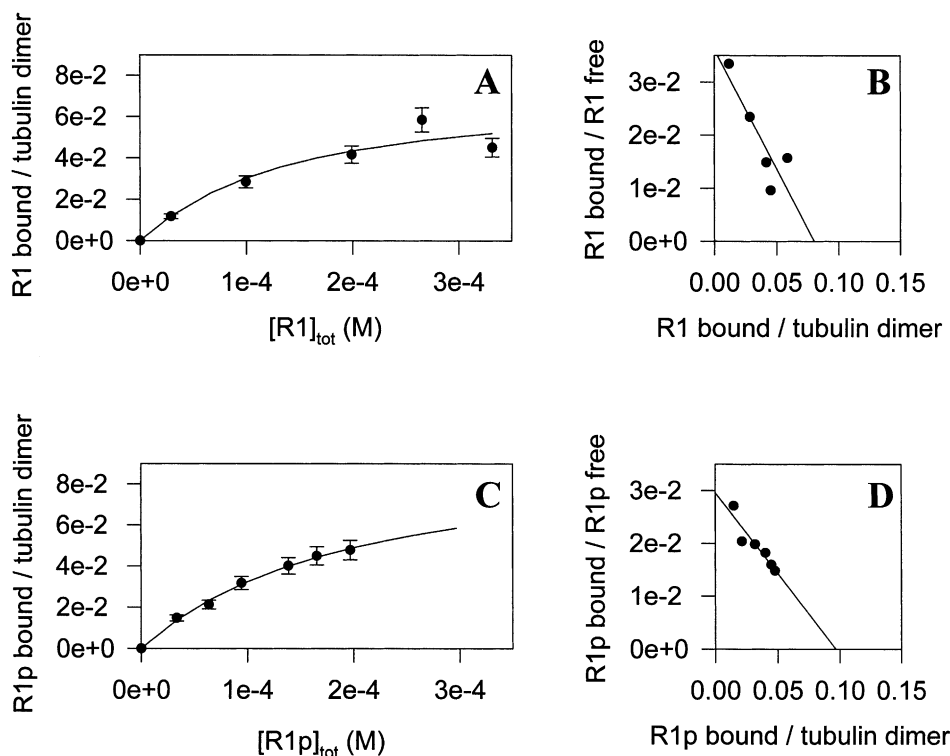 R1 bound / tubulin dimer
8e-2
6e-2
4e-2
2e-2
0e+0
A
0e+0 1e-4 2e-4 3e-4
[R1]tot (M)
R1 bound / R1 free
3e-2
2e-2
1e-2
0e+0
B
0.00 0.05 0.10 0.15
R1 bound / tubulin dimer
R1p bound / tubulin dimer
8e-2
6e-2
4e-2
2e-2
0e+0
C
0e+0 1e-4 2e-4 3e-4
[R1p]tot (M)
R1p bound / R1p free
3e-2
2e-2
1e-2
0e+0
D
0.00 0.05 0.10 0.15
R1p bound / tubulin dimer